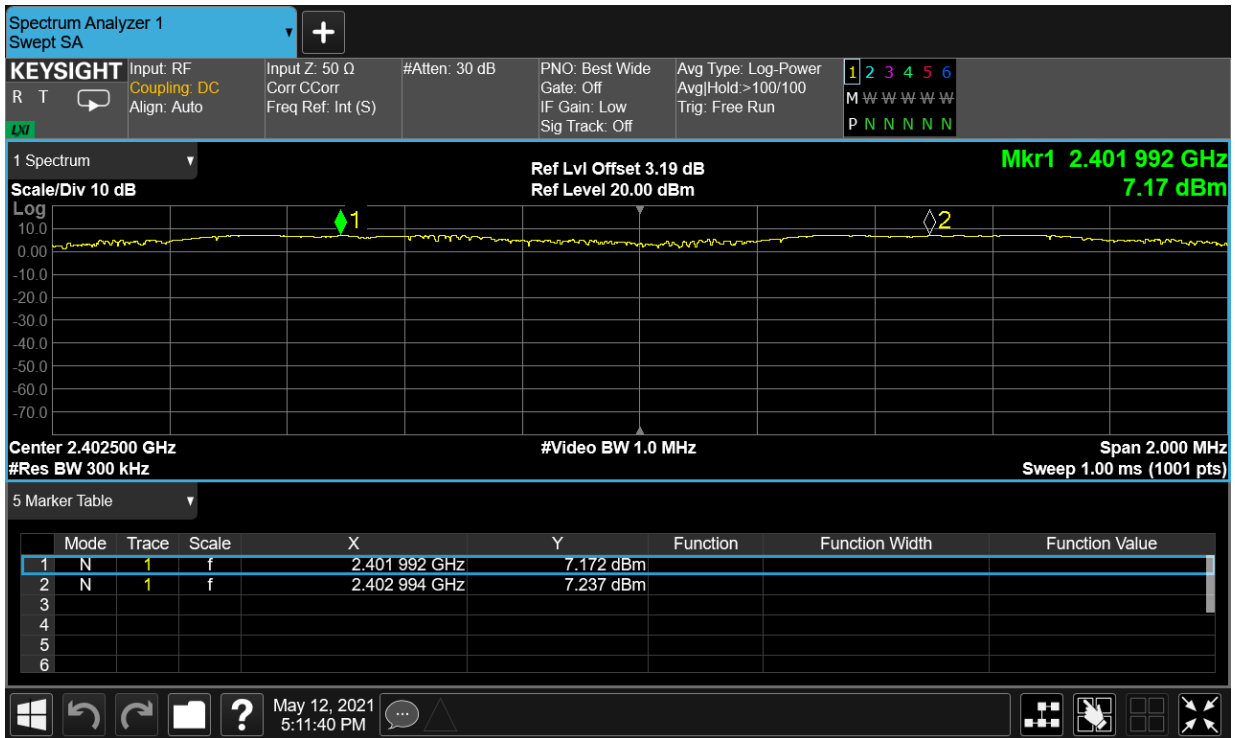 Spectrum Analyzer 1
Swept SA
+
KEYSIGHT
R T
LXI
Input: RF
Coupling: DC
Align: Auto
Input Z: 50 Ω
Corr CCorr
Freq Ref: Int (S)
#Atten: 30 dB
PNO: Best Wide
Gate: Off
IF Gain: Low
Sig Track: Off
Avg Type: Log-Power
Avg|Hold:>100/100
Trig: Free Run
1 2 3 4 5 6
M W W W W W
P N N N N N
1 Spectrum
Scale/Div 10 dB
Ref Lvl Offset 3.19 dB
Ref Level 20.00 dBm
Mkr1 2.401 992 GHz
7.17 dBm
Log
1
2
10.0
0.00
-10.0
-20.0
-30.0
-40.0
-50.0
-60.0
-70.0
Center 2.402500 GHz
#Video BW 1.0 MHz
Span 2.000 MHz
#Res BW 300 kHz
Sweep 1.00 ms (1001 pts)
5 Marker Table
Mode Trace Scale X Y Function Function Width Function Value
1 N 1 f 2.401 992 GHz 7.172 dBm
2 N 1 f 2.402 994 GHz 7.237 dBm
3
4
5
6
?
May 12, 2021
5:11:40 PM